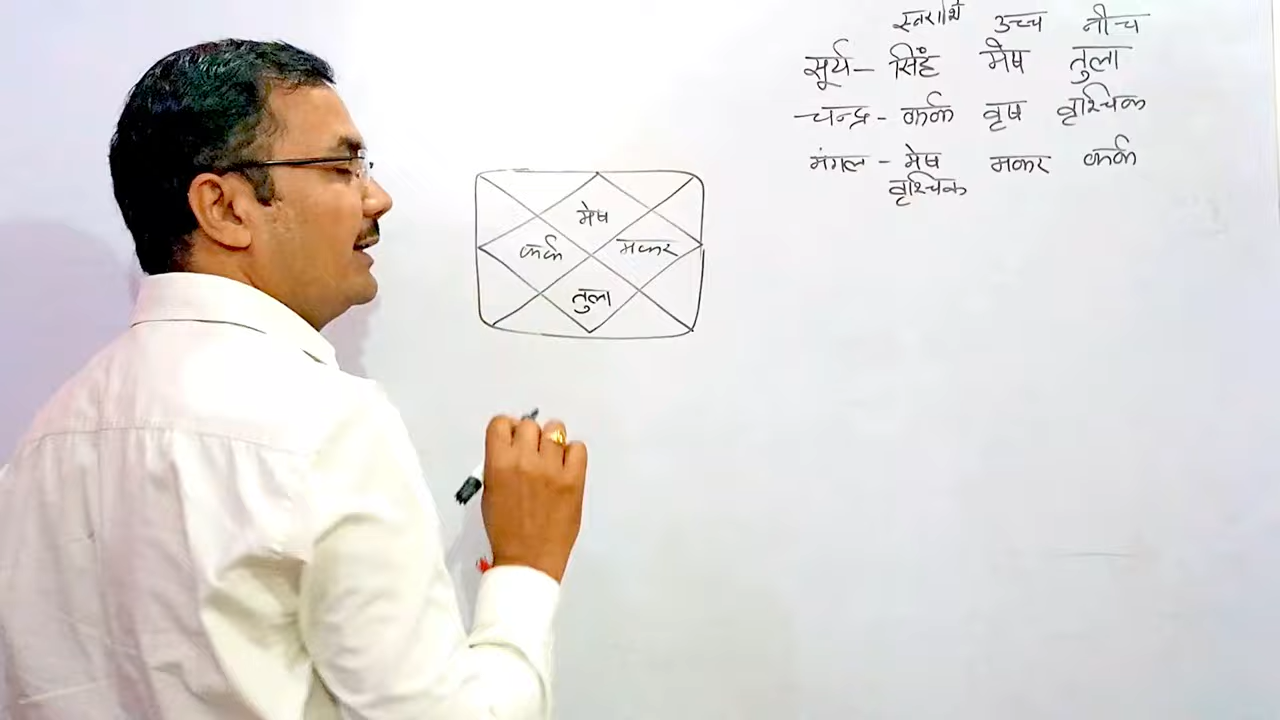 स्वराशि उच्च नीच
सूर्य – सिंह मेष तुला
चन्द्र - कर्क वृष वृश्चिक
मंगल - मेष मकर कर्क
वृश्चिक
मेष
कर्क मकर
तुला